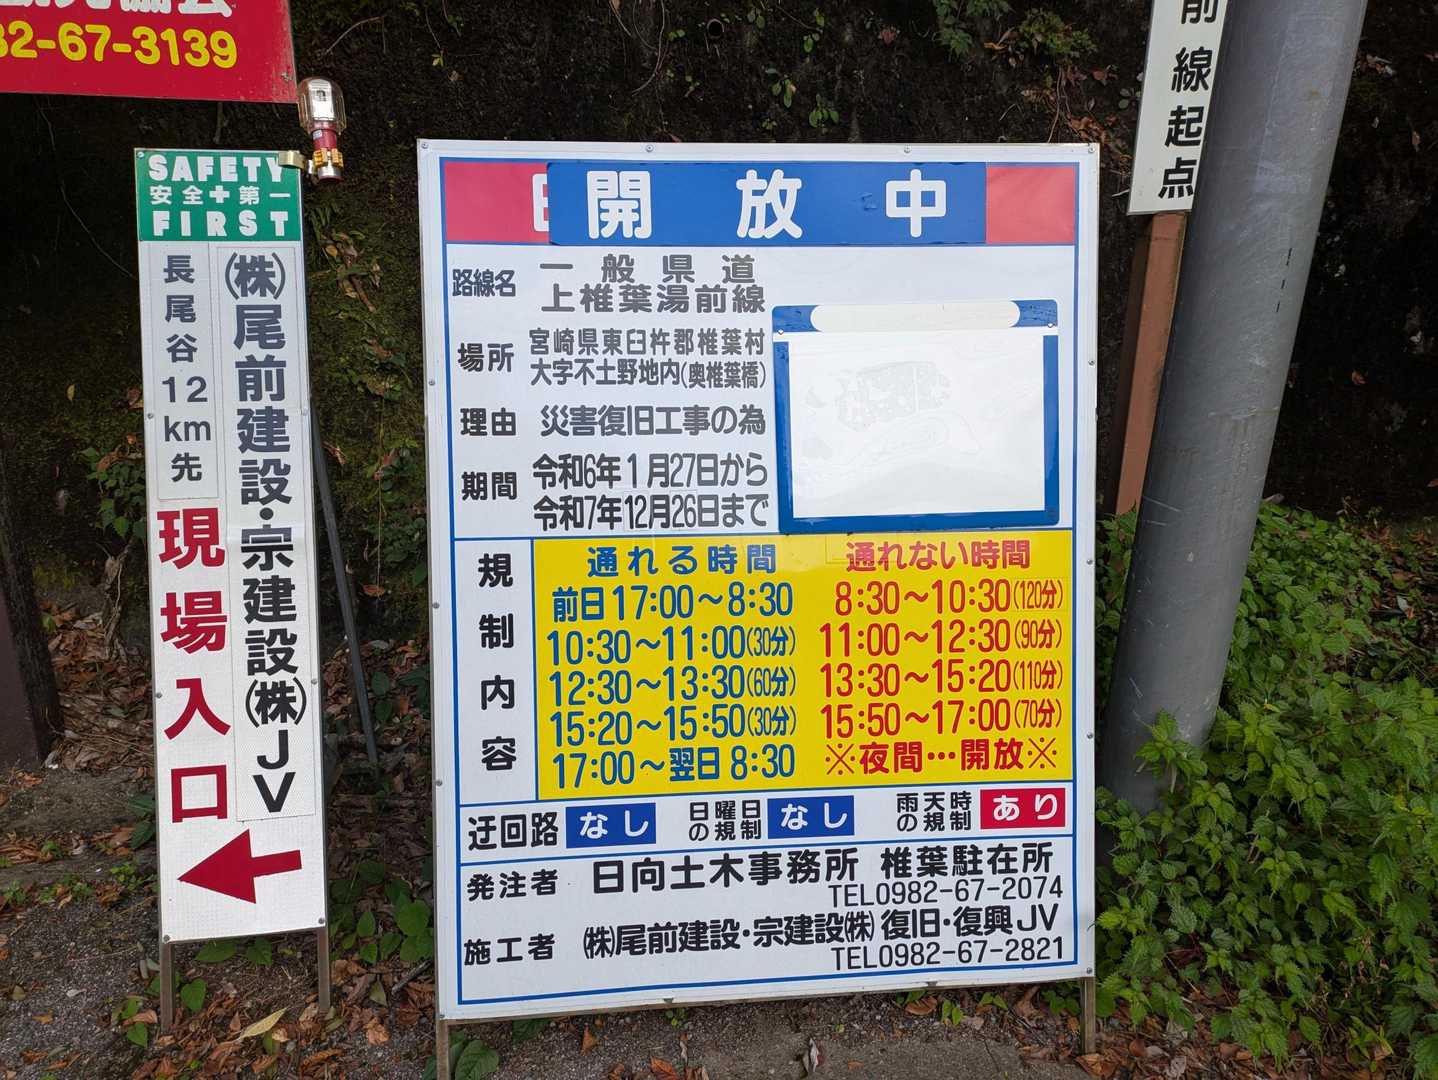 82-67-3139
SAFETY
安全✚第一
FIRST
長尾谷12km先
(株)尾前建設・宗建設(株)JV
現場入口
前線起点
開放中
路線名 一般県道
上椎葉湯前線
場所 宮崎県東臼杵郡椎葉村
大字不土野地内(奥椎葉橋)
理由 災害復旧工事の為
期間 令和6年1月27日から
令和7年12月26日まで
規制内容
通れる時間
前日17:00～8:30
10:30～11:00(30分)
12:30～13:30(60分)
15:20～15:50(30分)
17:00～翌日8:30
通れない時間
8:30～10:30(120分)
11:00～12:30(90分)
13:30～15:20(110分)
15:50～17:00(70分)
※夜間…開放※
迂回路 なし
日曜日の規制 なし
雨天時の規制 あり
発注者 日向土木事務所 椎葉駐在所
TEL0982-67-2074
施工者 ㈱尾前建設・宗建設㈱ 復旧・復興JV
TEL0982-67-2821